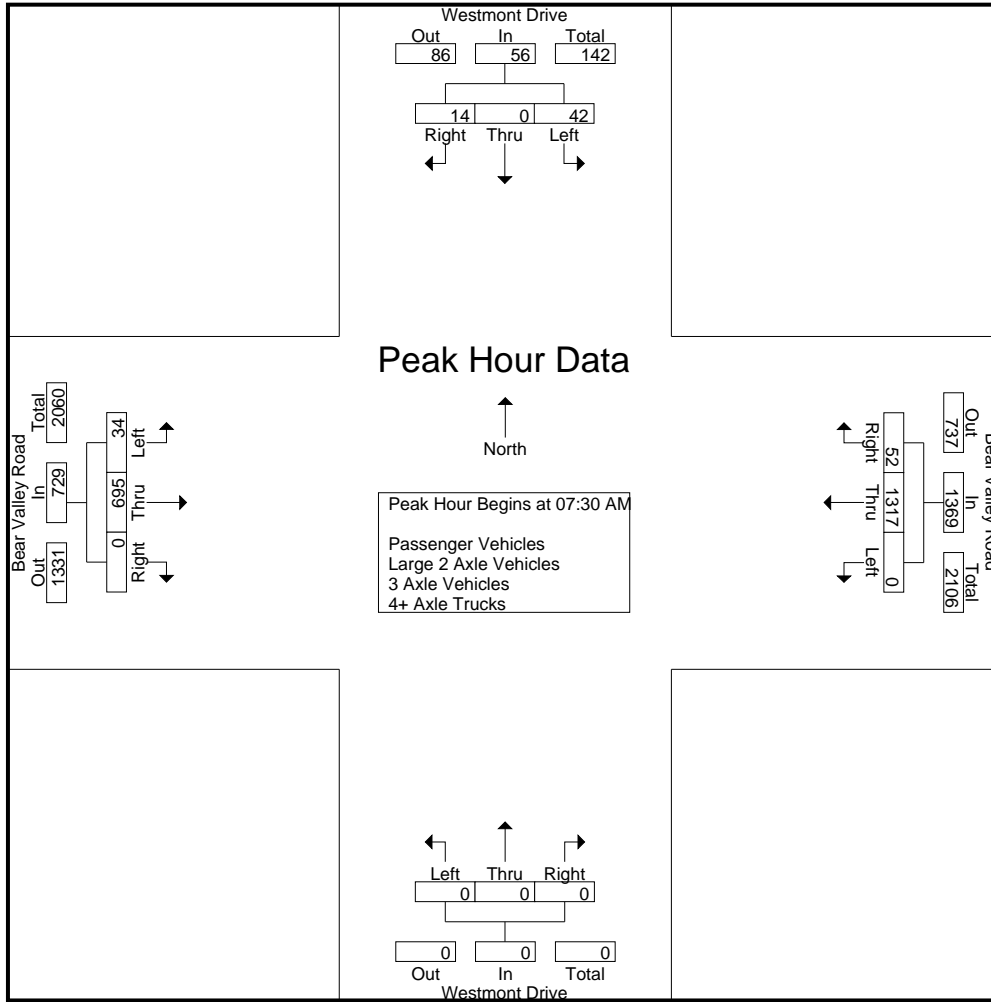 Westmont Drive
Out In Total
86 56 142
14 0 42
Right Thru Left
Peak Hour Data
North
Peak Hour Begins at 07:30 AM
Passenger Vehicles
Large 2 Axle Vehicles
3 Axle Vehicles
4+ Axle Trucks
Bear Valley Road
Out In Total
1331 729 2060
34 695 0
Left Thru Right
Bear Valley Road
Out In Total
737 1369 2106
52 1317 0
Right Thru Left
Left Thru Right
0 0 0
0 0 0
Out In Total
Westmont Drive